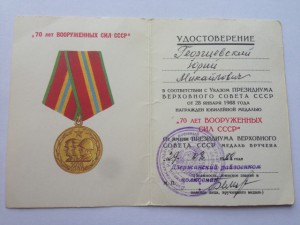 "70 ЛЕТ ВООРУЖЕННЫХ СИЛ СССР"
УДОСТОВЕРЕНИЕ
Георгиевский
Юрий
Михайлович
В СООТВЕТСТВИИ С УКАЗОМ ПРЕЗИДИУМА
ВЕРХОВНОГО СОВЕТА СССР
ОТ 28 ЯНВАРЯ 1988 ГОДА
НАГРАЖДЕН ЮБИЛЕЙНОЙ МЕДАЛЬЮ
"70 ЛЕТ ВООРУЖЕННЫХ
СИЛ СССР"
ОТ ИМЕНИ ПРЕЗИДИУМА ВЕРХОВНОГО
СОВЕТА СССР МЕДАЛЬ ВРУЧЕНА
М.П.